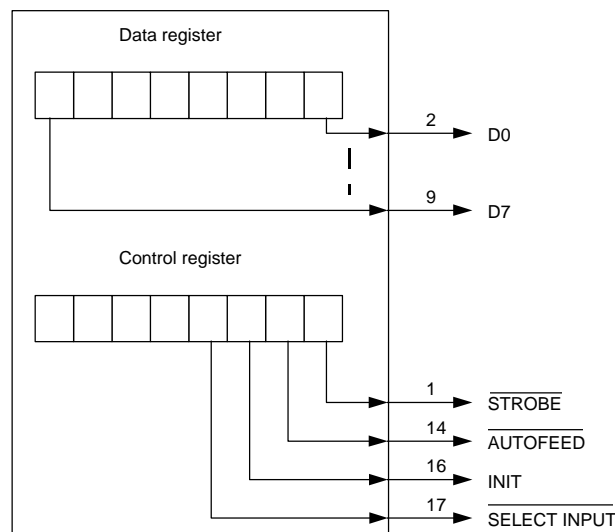 Data register
2
D0
9
D7
Control register
1
STROBE
14
AUTOFEED
16
INIT
17
SELECT INPUT